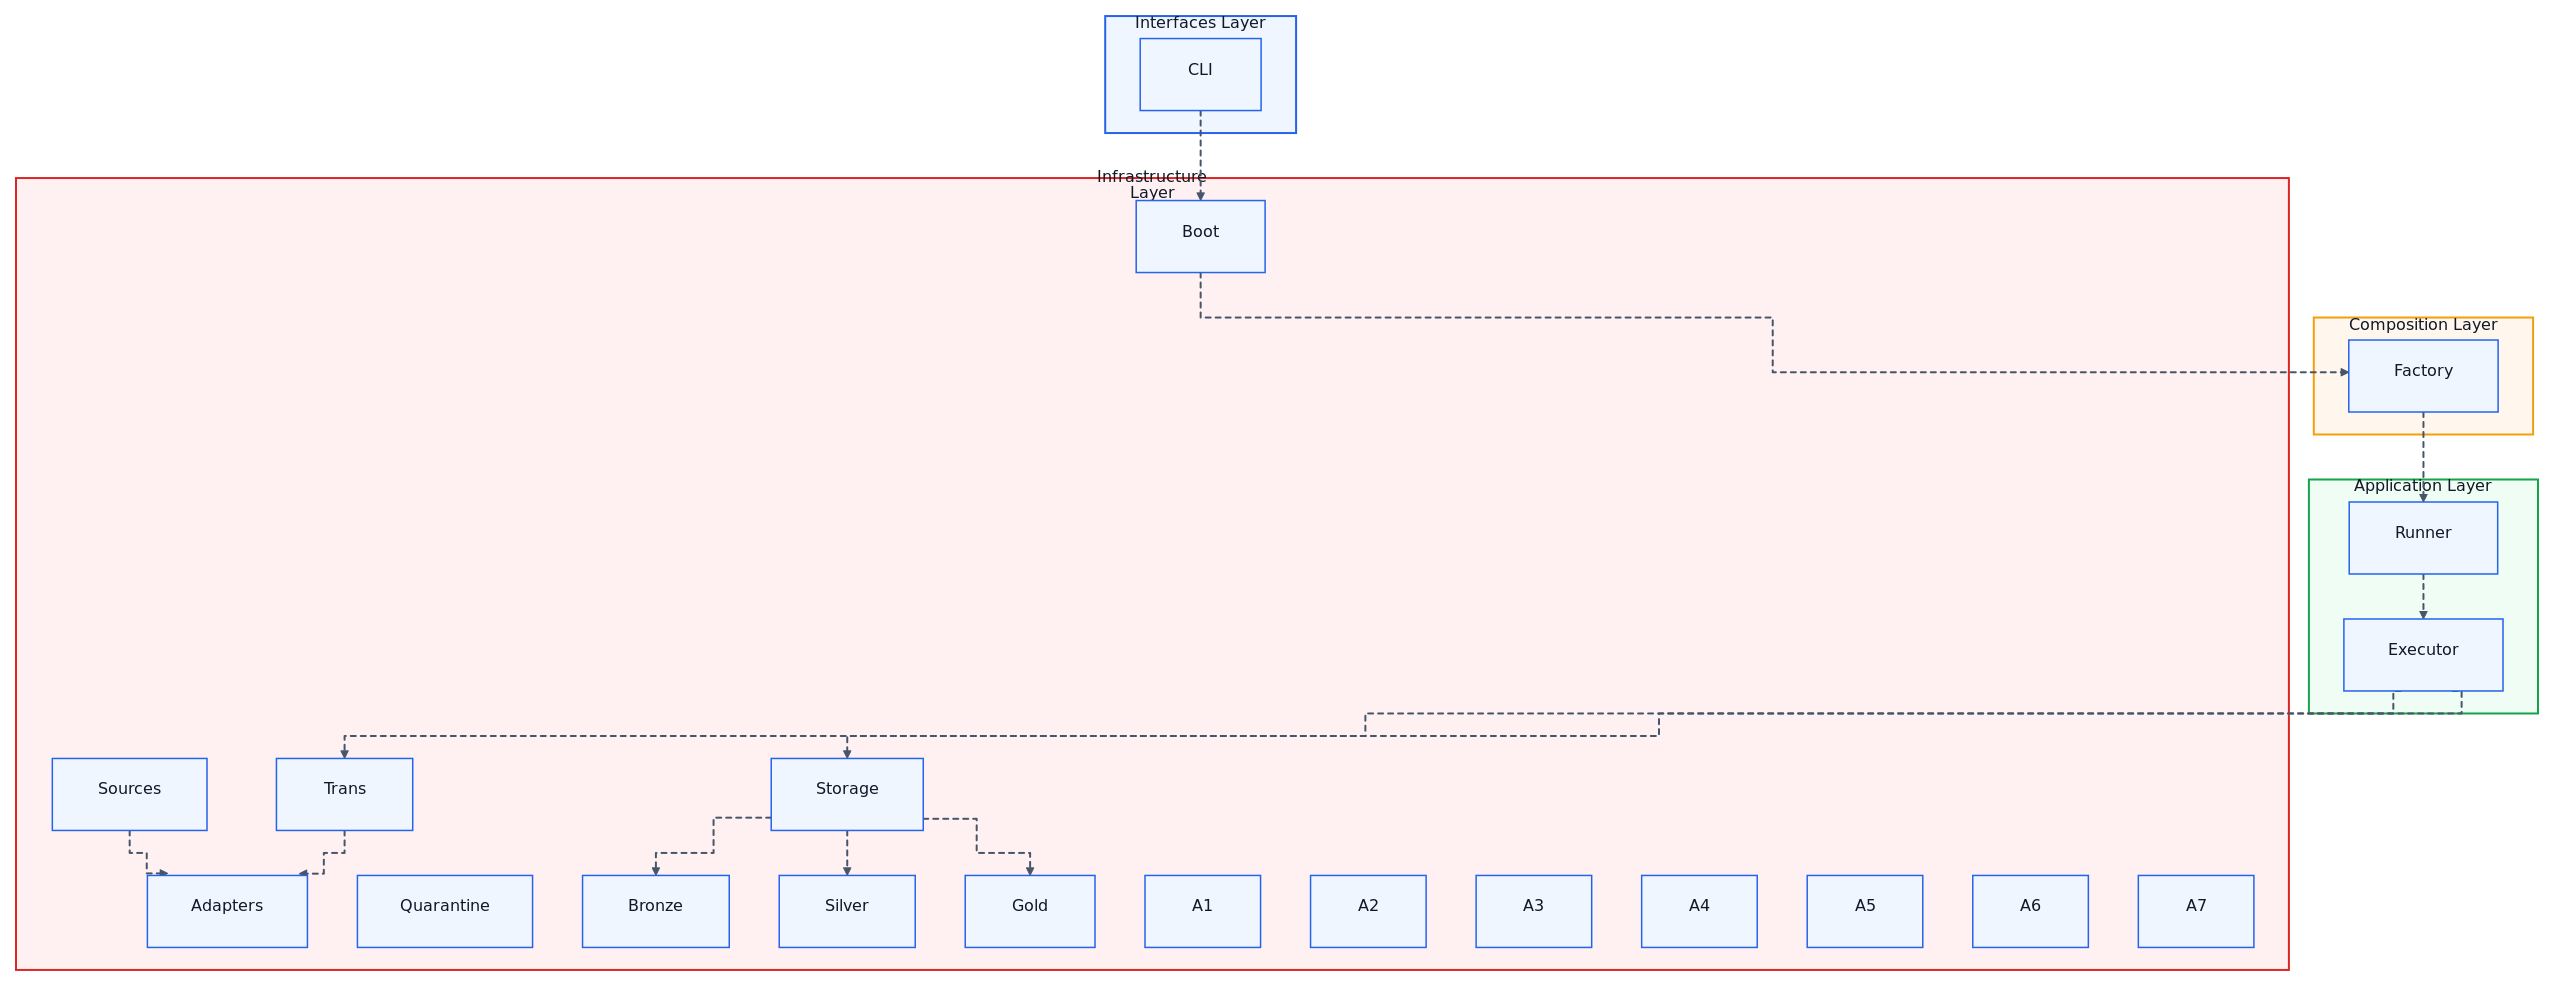 Interfaces Layer
CLI
Infrastructure
Layer
Boot
Composition Layer
Factory
Application Layer
Runner
Executor
Sources
Trans
Storage
Adapters
Quarantine
Bronze
Silver
Gold
A1
A2
A3
A4
A5
A6
A7